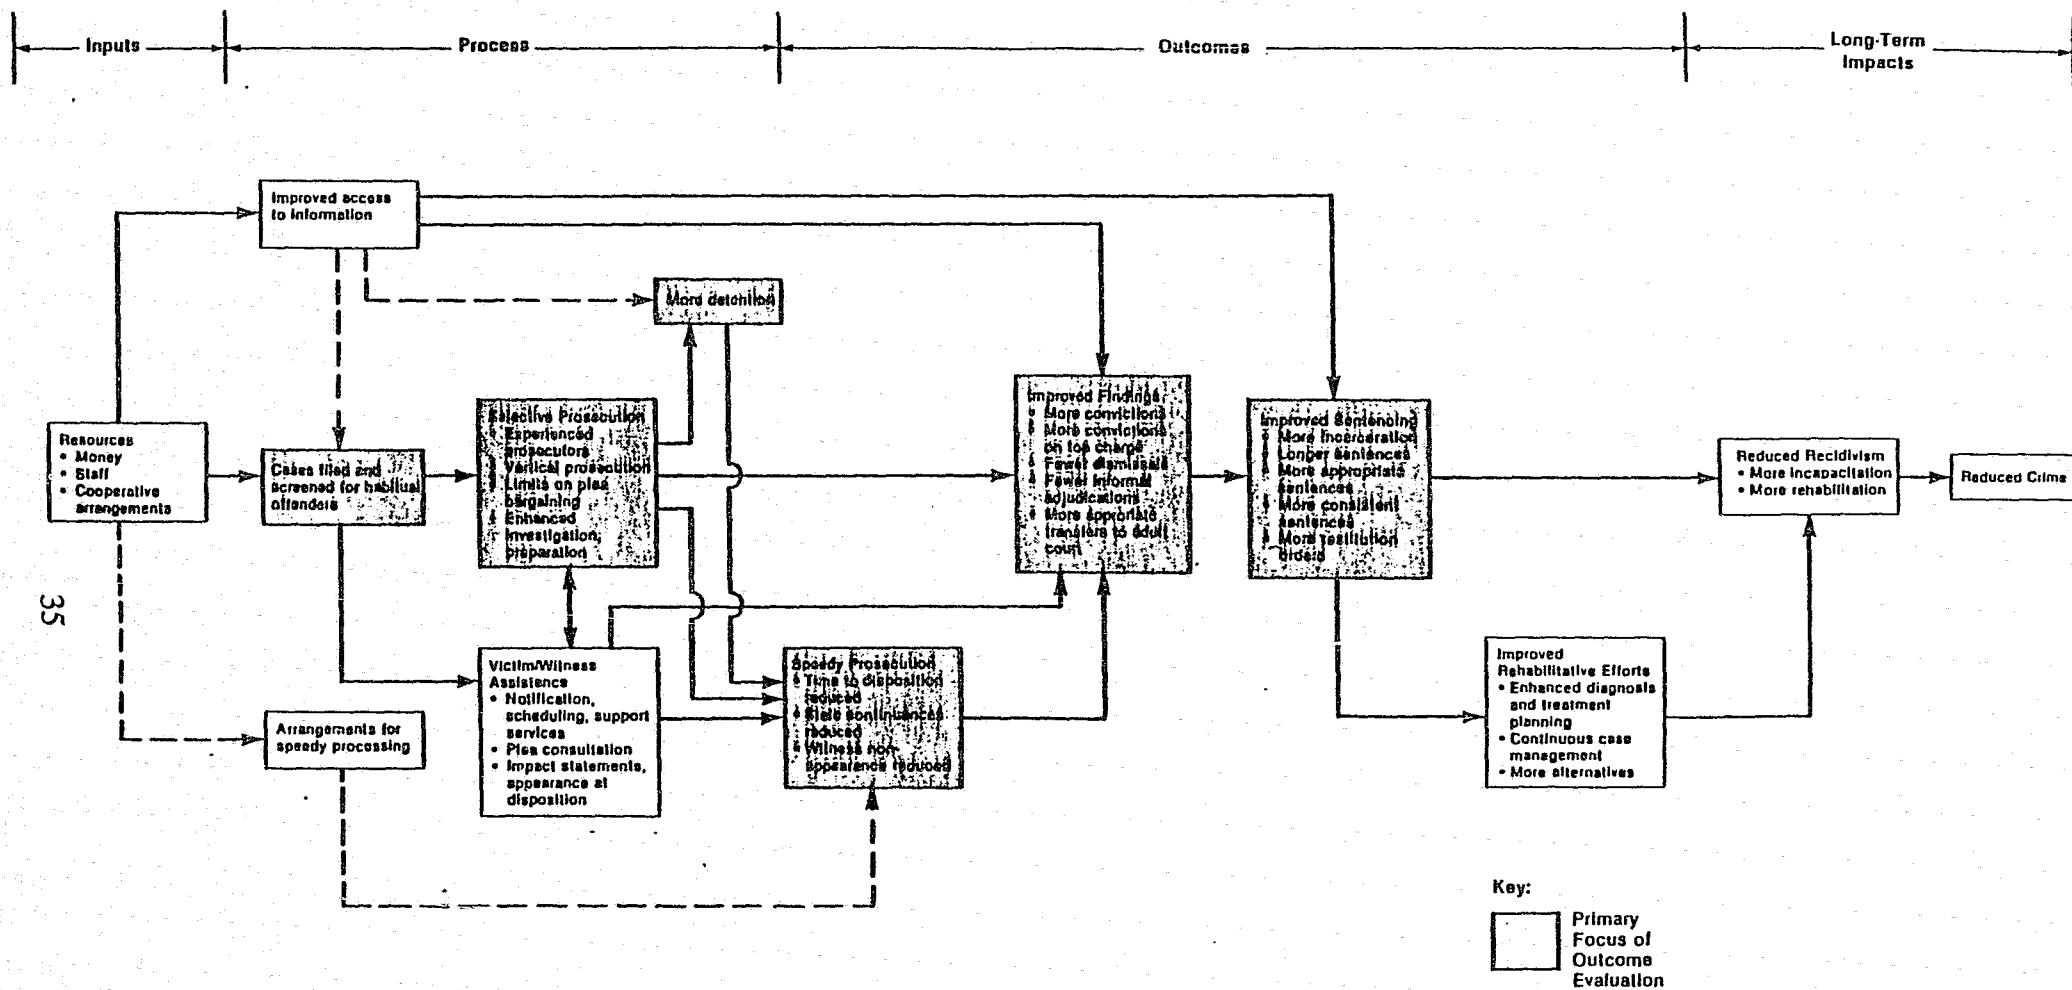 Inputs
Process
Outcomes
Long-Term
Impacts
Improved access
to information
More detention
Resources
• Money
• Staff
• Cooperative
arrangements
Cases filed and
screened for habitual
offenders
Selective Prosecution
• Experienced
prosecutors
• Vertical prosecution
• Limits on plea
bargaining
• Enhanced
investigation,
preparation
Improved Findings
• More convictions
• More convictions
on top charge
• Fewer dismissals
• Fewer informal
adjudications
• More approriate
transfers to adult
court
Improved Sentencing
• More incarceration
• Longer sentences
• More appropriate
sentences
• More consistent
sentences
• More restitution
orders
Reduced Recidivism
• More incapacitation
• More rehabilitation
Reduced Crime
35
Victim/Witness
Assistence
• Notification,
scheduling, support
services
• Plea consultation
• Impact statements,
appearance at
disposition
Speedy Prosecution
• Time to disposition
reduced
• State continuances
reduced
• Witness non-
appearance reduced
Arrangements for
speedy processing
Improved
Rehabilitative Efforts
• Enhanced diagnosis
and treatment
planning
• Continuous case
management
• More alternatives
Key:
Primary
Focus of
Outcome
Evaluation